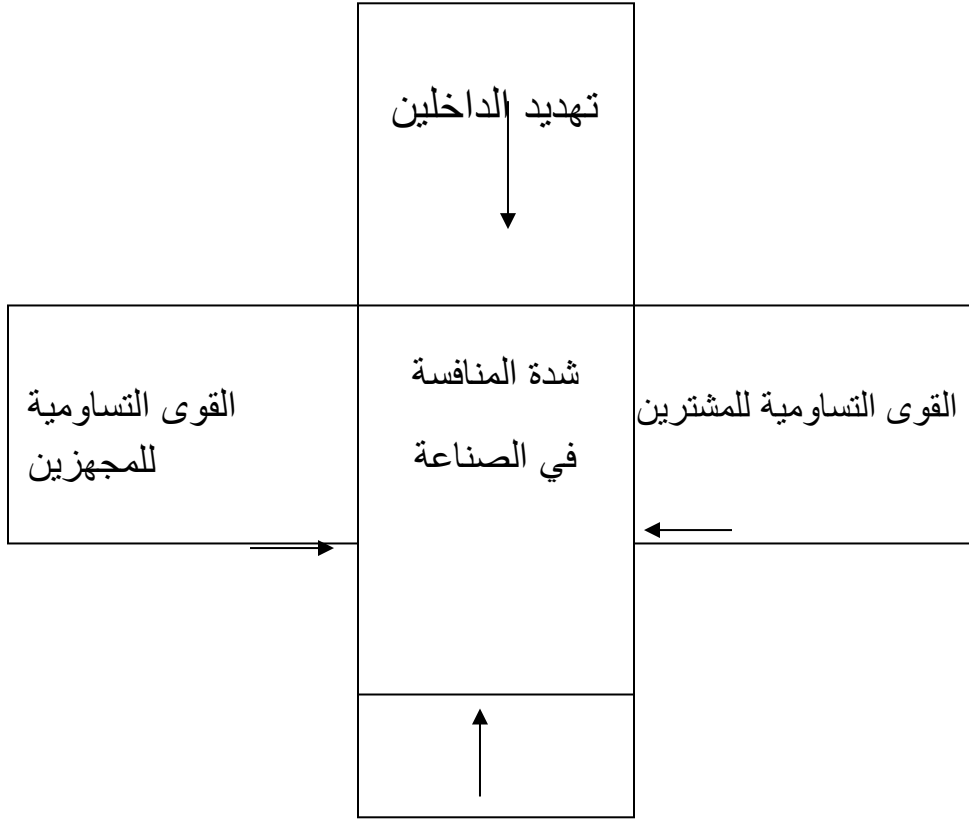 تهديد الداخلين
شدة المنافسة
في الصناعة
القوى التساومية للمشترين
القوى التساومية
للمجهزين